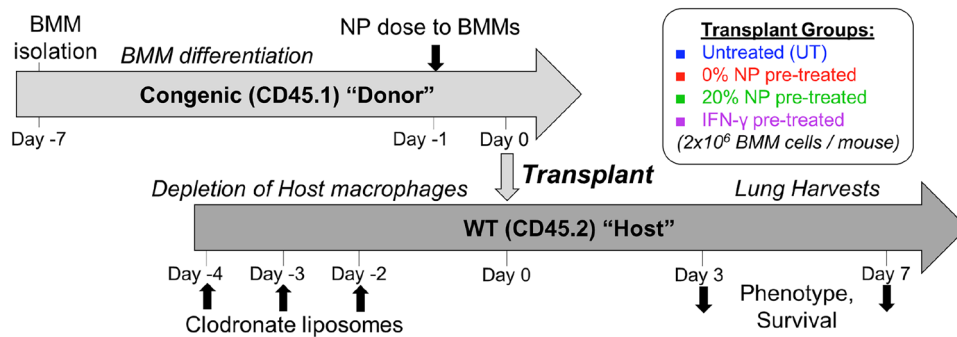 BMM
isolation
BMM differentiation
NP dose to BMMs
Congenic (CD45.1) “Donor”
Day -7
Day -1
Day 0
Transplant Groups:
Untreated (UT)
0% NP pre-treated
20% NP pre-treated
IFN-γ pre-treated
(2x10⁶ BMM cells / mouse)
Depletion of Host macrophages
Transplant
Lung Harvests
WT (CD45.2) “Host”
Day -4
Day -3
Day -2
Day 0
Day 3
Day 7
Clodronate liposomes
Phenotype,
Survival